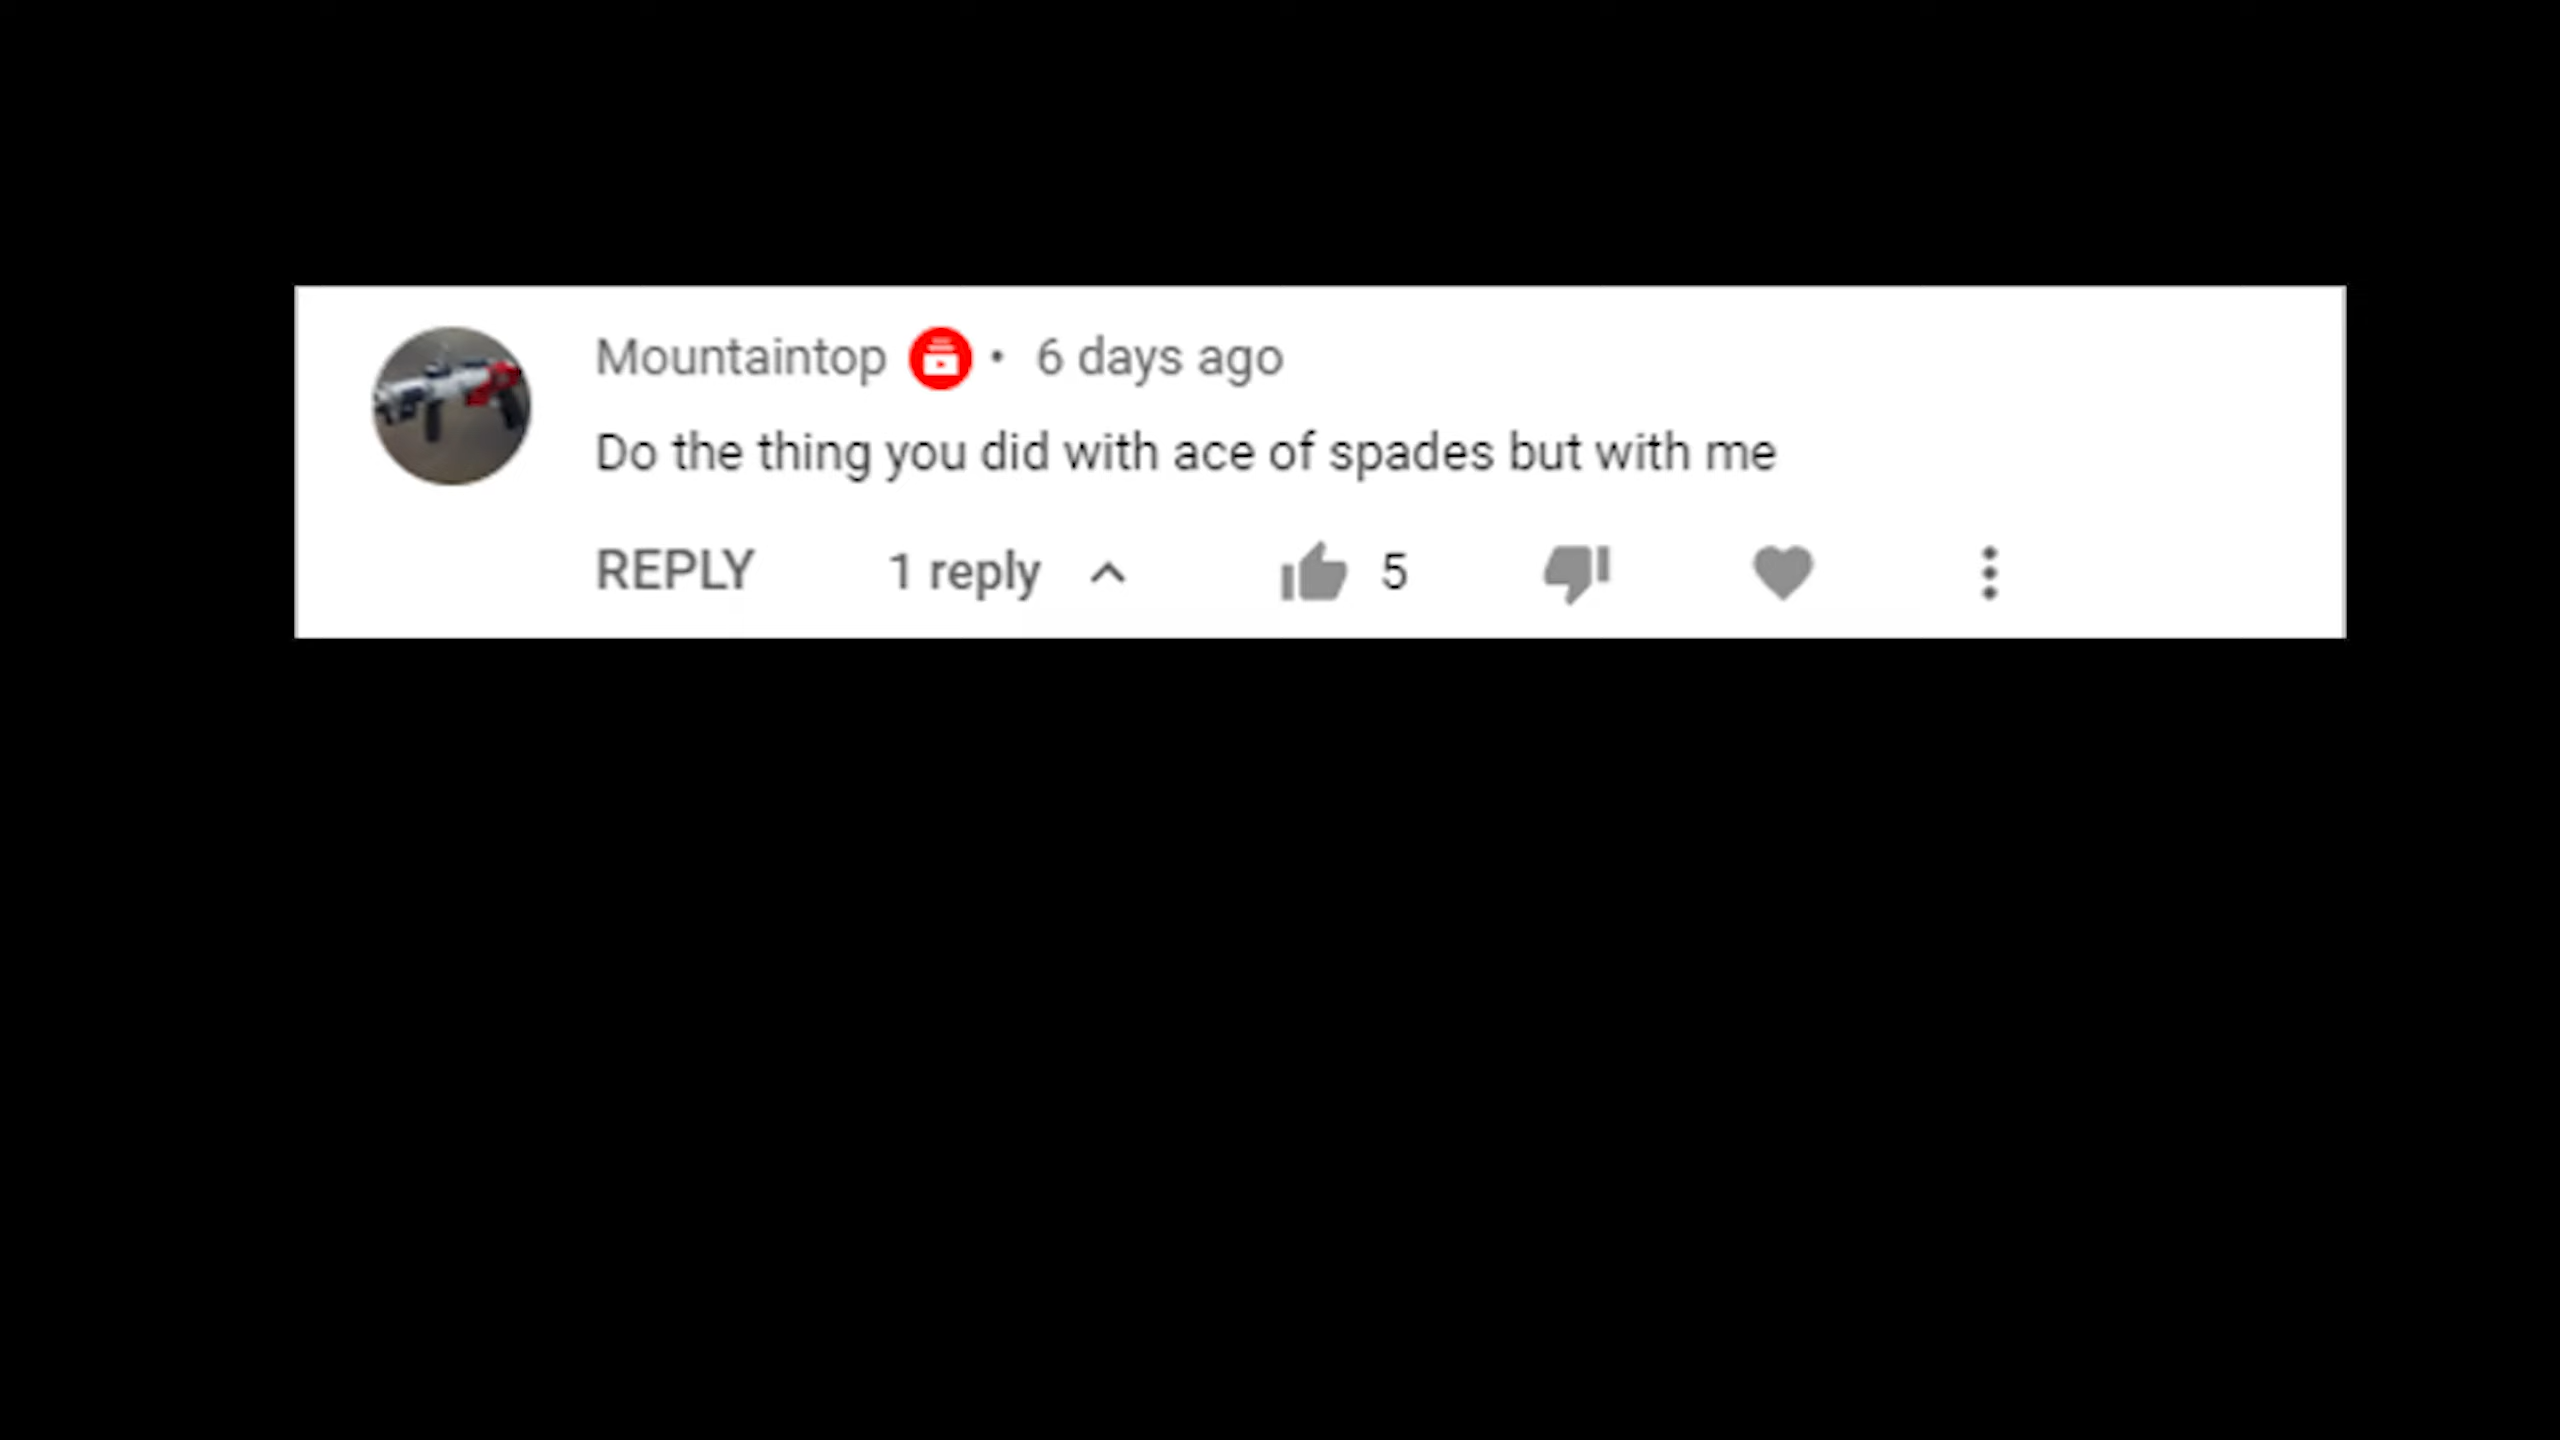 Mountaintop • 6 days ago
Do the thing you did with ace of spades but with me
REPLY 1 reply 5